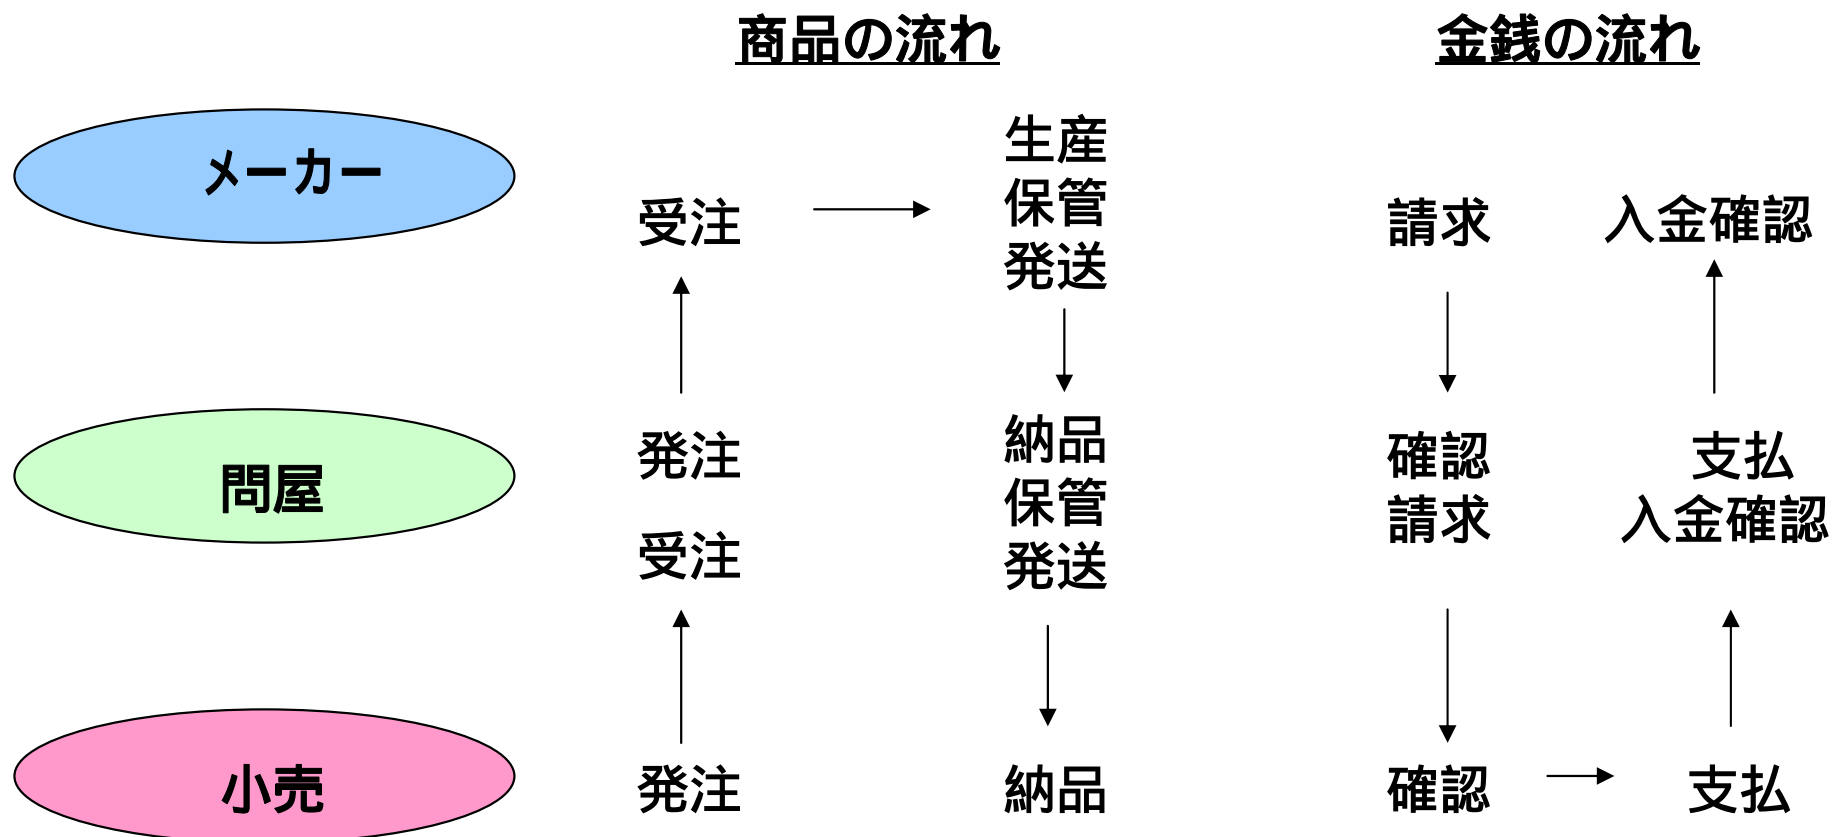 商品の流れ
金銭の流れ
メーカー
受注
生産
保管
発送
請求
入金確認
問屋
発注
受注
納品
保管
発送
確認
請求
支払
入金確認
小売
発注
納品
確認
支払